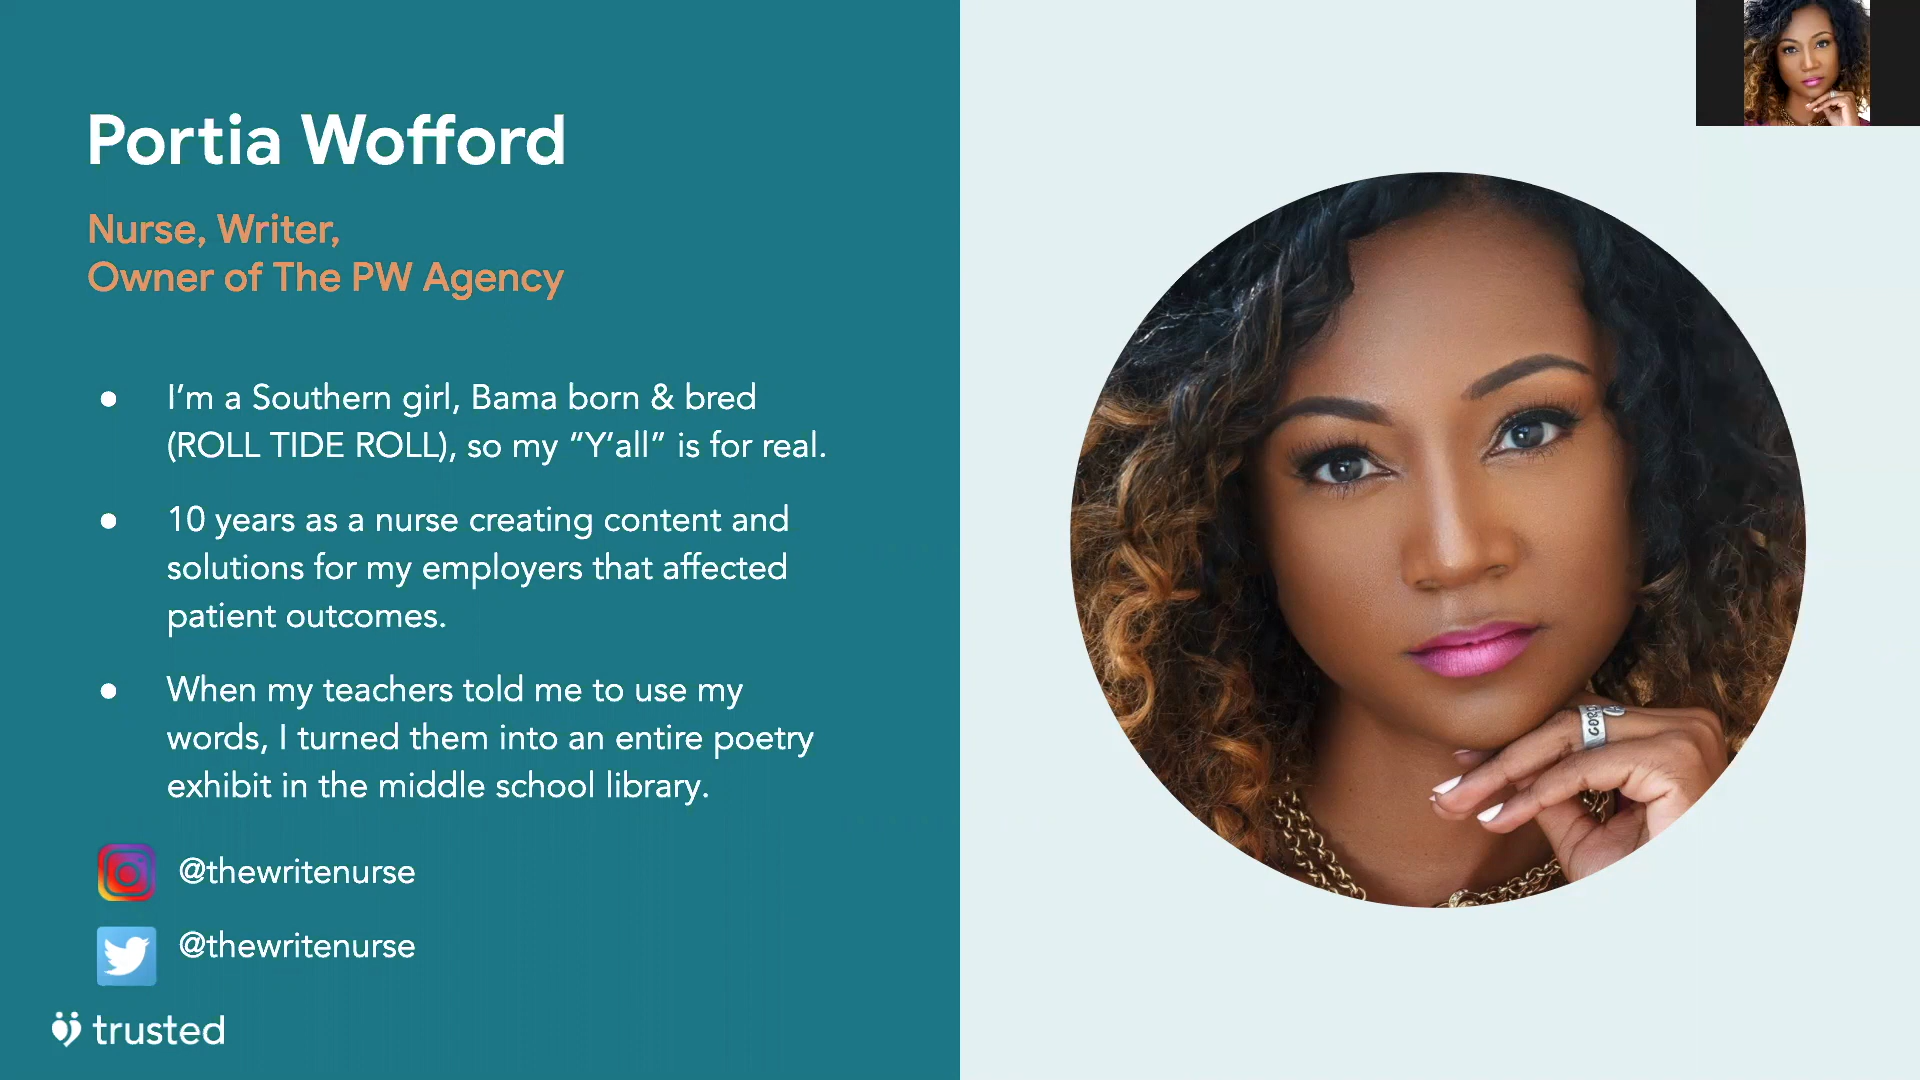 Portia Wofford
Nurse, Writer,
Owner of The PW Agency
● I’m a Southern girl, Bama born & bred
(ROLL TIDE ROLL), so my “Y’all” is for real.
● 10 years as a nurse creating content and
solutions for my employers that affected
patient outcomes.
● When my teachers told me to use my
words, I turned them into an entire poetry
exhibit in the middle school library.
@thewritenurse
@thewritenurse
trusted